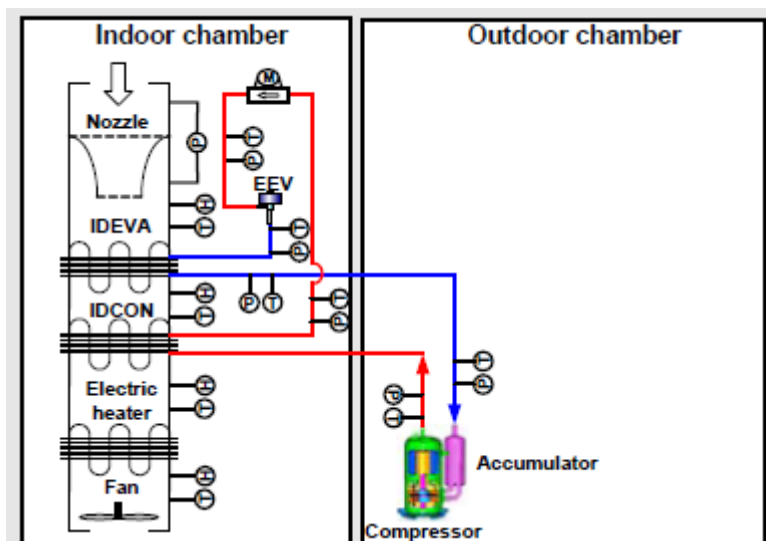 Indoor chamber
Outdoor chamber
M
Nozzle
P
T
P
EEV
H
IDEVA
T
T
P
H
P
T
IDCON
T
T
P
T
P
H
Electric
heater
T
P
T
H
Fan
T
Accumulator
Compressor